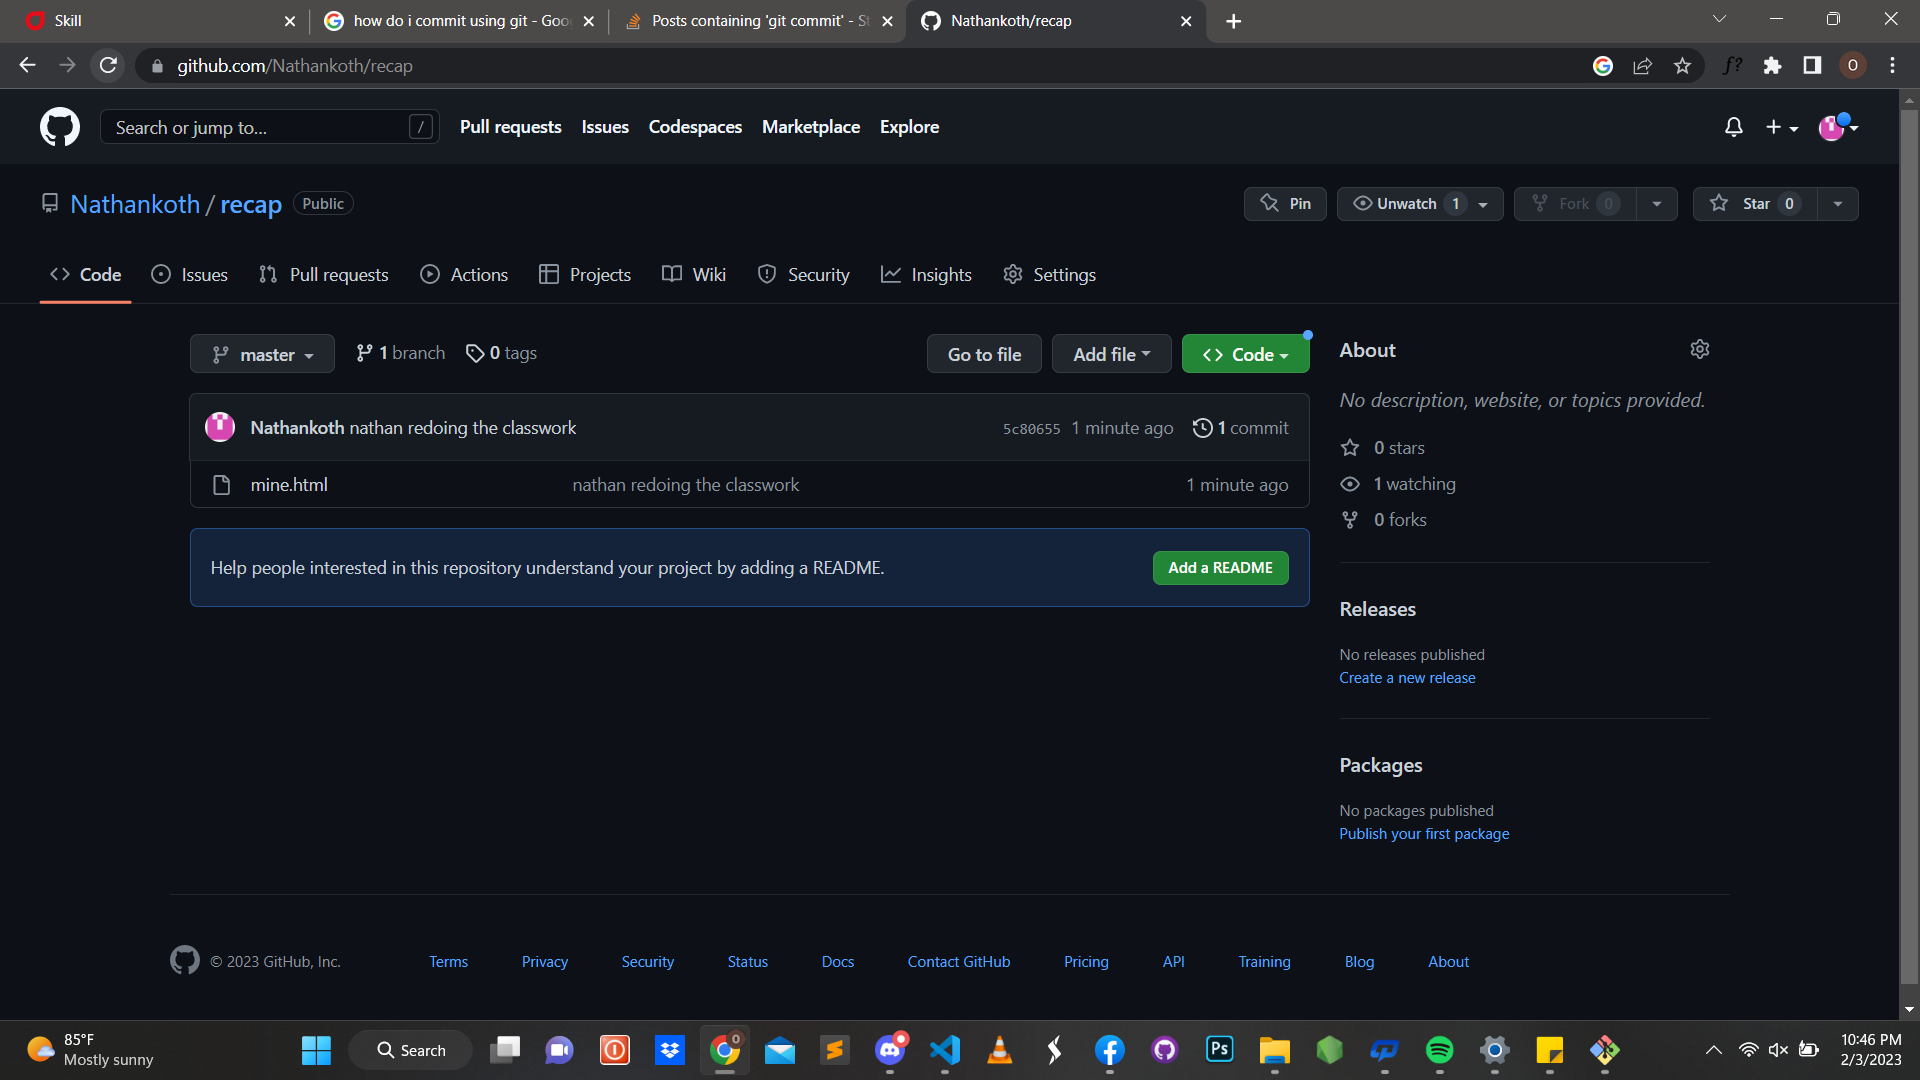 Skill
how do i commit using git - Goo
Posts containing 'git commit' - St
Nathankoth/recap
github.com/Nathankoth/recap
f?
O
Search or jump to...
/
Pull requests
Issues
Codespaces
Marketplace
Explore
Nathankoth / recap
Public
Pin
Unwatch 1
Fork 0
Star 0
Code
Issues
Pull requests
Actions
Projects
Wiki
Security
Insights
Settings
master
1 branch
0 tags
Go to file
Add file
Code
Nathankoth nathan redoing the classwork
5c80655 1 minute ago
1 commit
mine.html
nathan redoing the classwork
1 minute ago
Help people interested in this repository understand your project by adding a README.
Add a README
About
No description, website, or topics provided.
0 stars
1 watching
0 forks
Releases
No releases published
Create a new release
Packages
No packages published
Publish your first package
© 2023 GitHub, Inc.
Terms
Privacy
Security
Status
Docs
Contact GitHub
Pricing
API
Training
Blog
About
85°F
Mostly sunny
Search
0
Ps
10:46 PM
2/3/2023